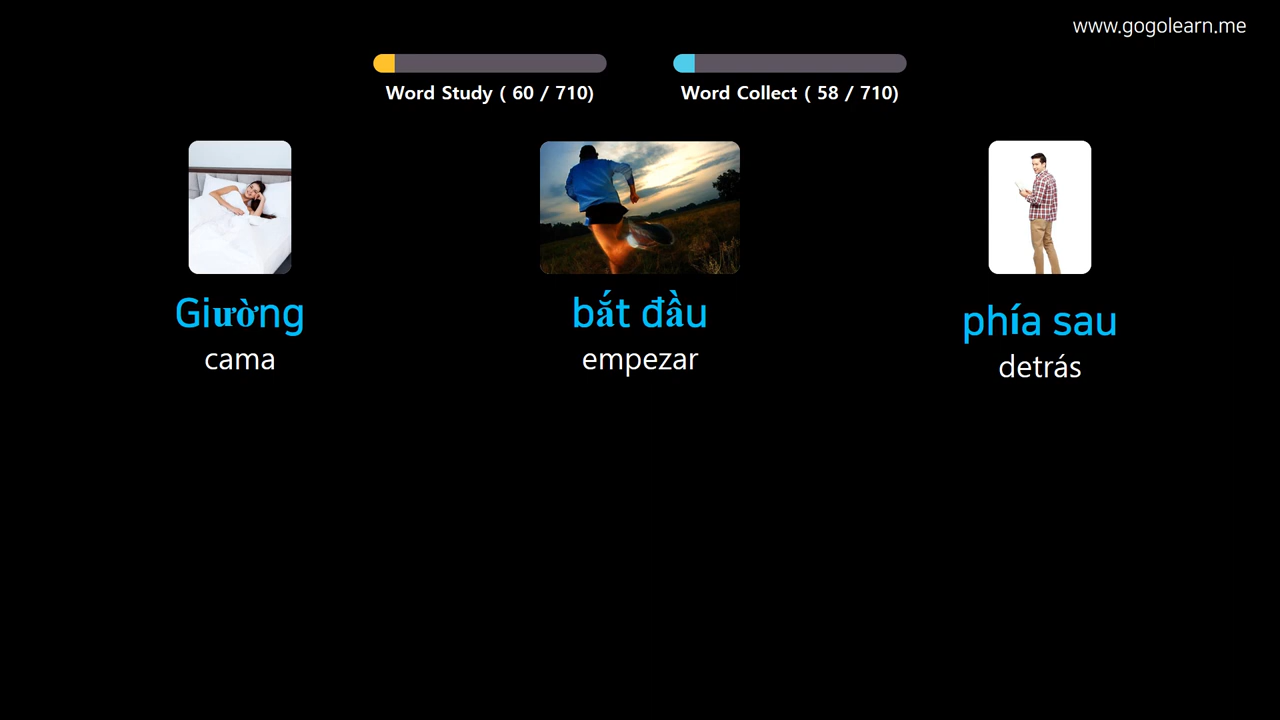 www.gogolearn.me
Word Study ( 60 / 710)
Word Collect ( 58 / 710)
Giường
cama
bắt đầu
empezar
phía sau
detrás